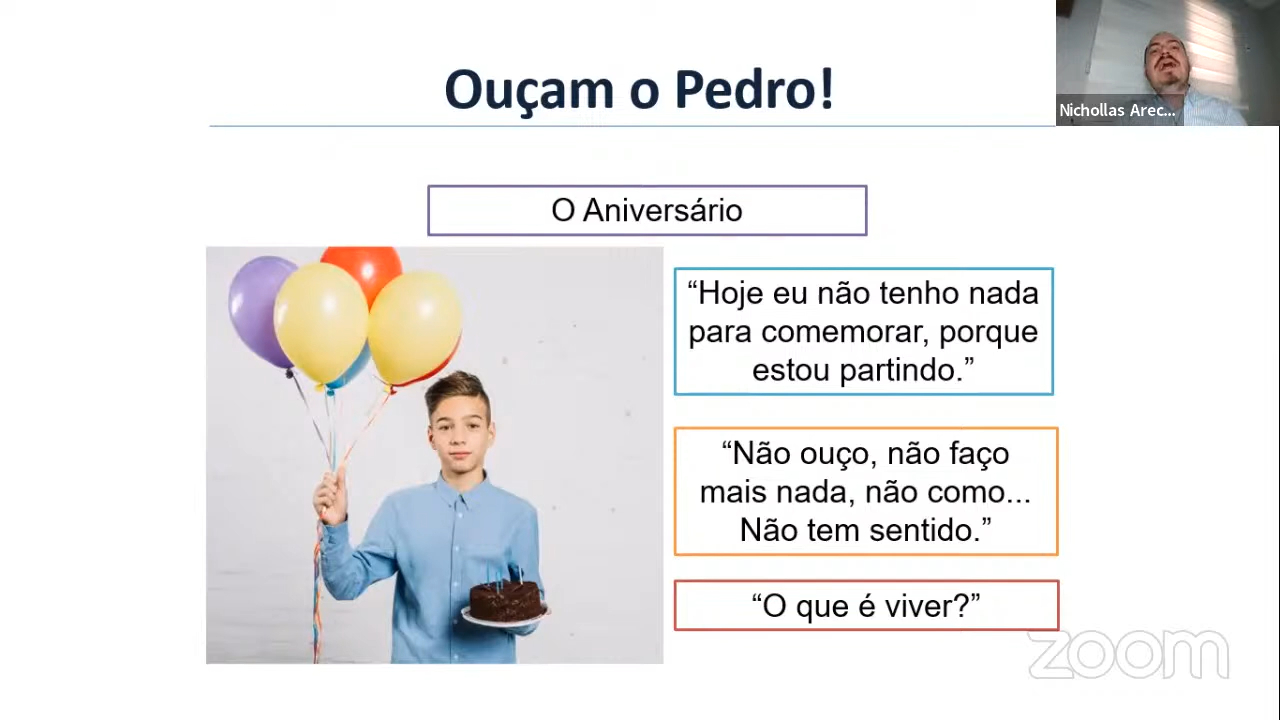 Ouçam o Pedro!
Nichollas Arec...
O Aniversário
“Hoje eu não tenho nada
para comemorar, porque
estou partindo.”
“Não ouço, não faço
mais nada, não como...
Não tem sentido.”
“O que é viver?”
zoom